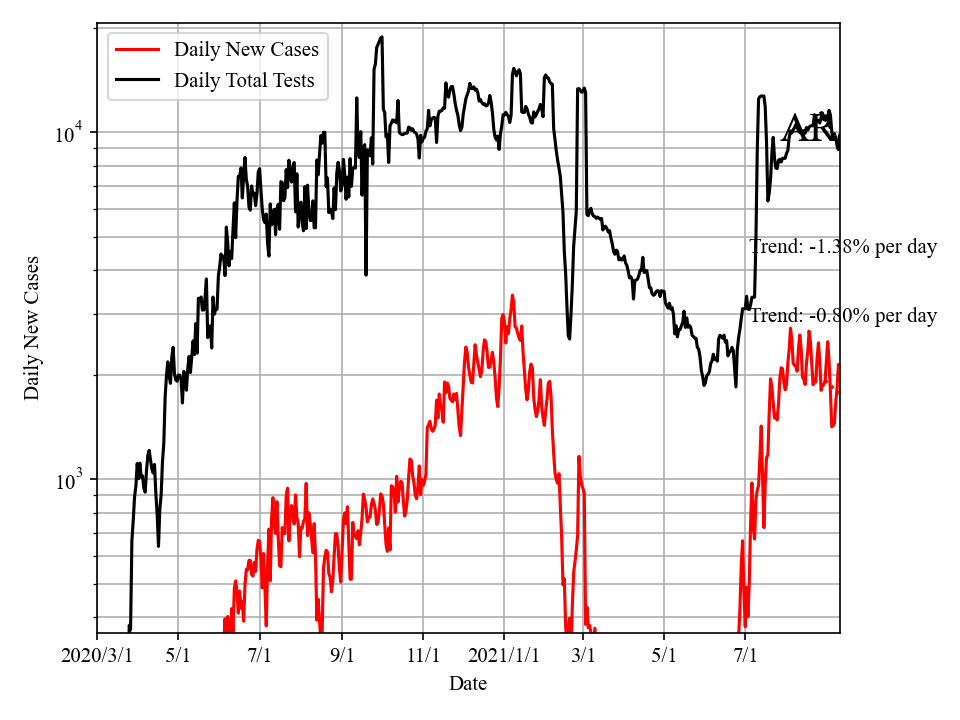 Daily New Cases
Daily Total Tests
AR
Trend: -1.38% per day
Trend: -0.80% per day
10^4
10^3
Daily New Cases
2020/3/1 5/1 7/1 9/1 11/1 2021/1/1 3/1 5/1 7/1
Date